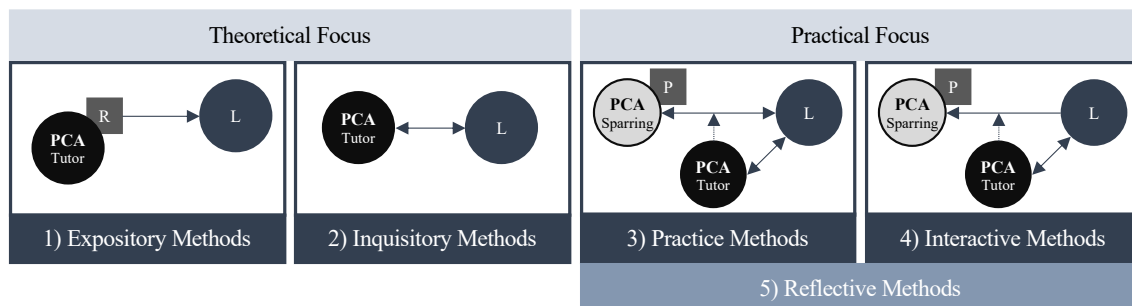 Theoretical Focus
Practical Focus
R
L
PCA
Tutor
1) Expository Methods
PCA
Tutor
L
2) Inquisitory Methods
PCA
Sparring
P
L
PCA
Tutor
3) Practice Methods
PCA
Sparring
P
L
PCA
Tutor
4) Interactive Methods
5) Reflective Methods